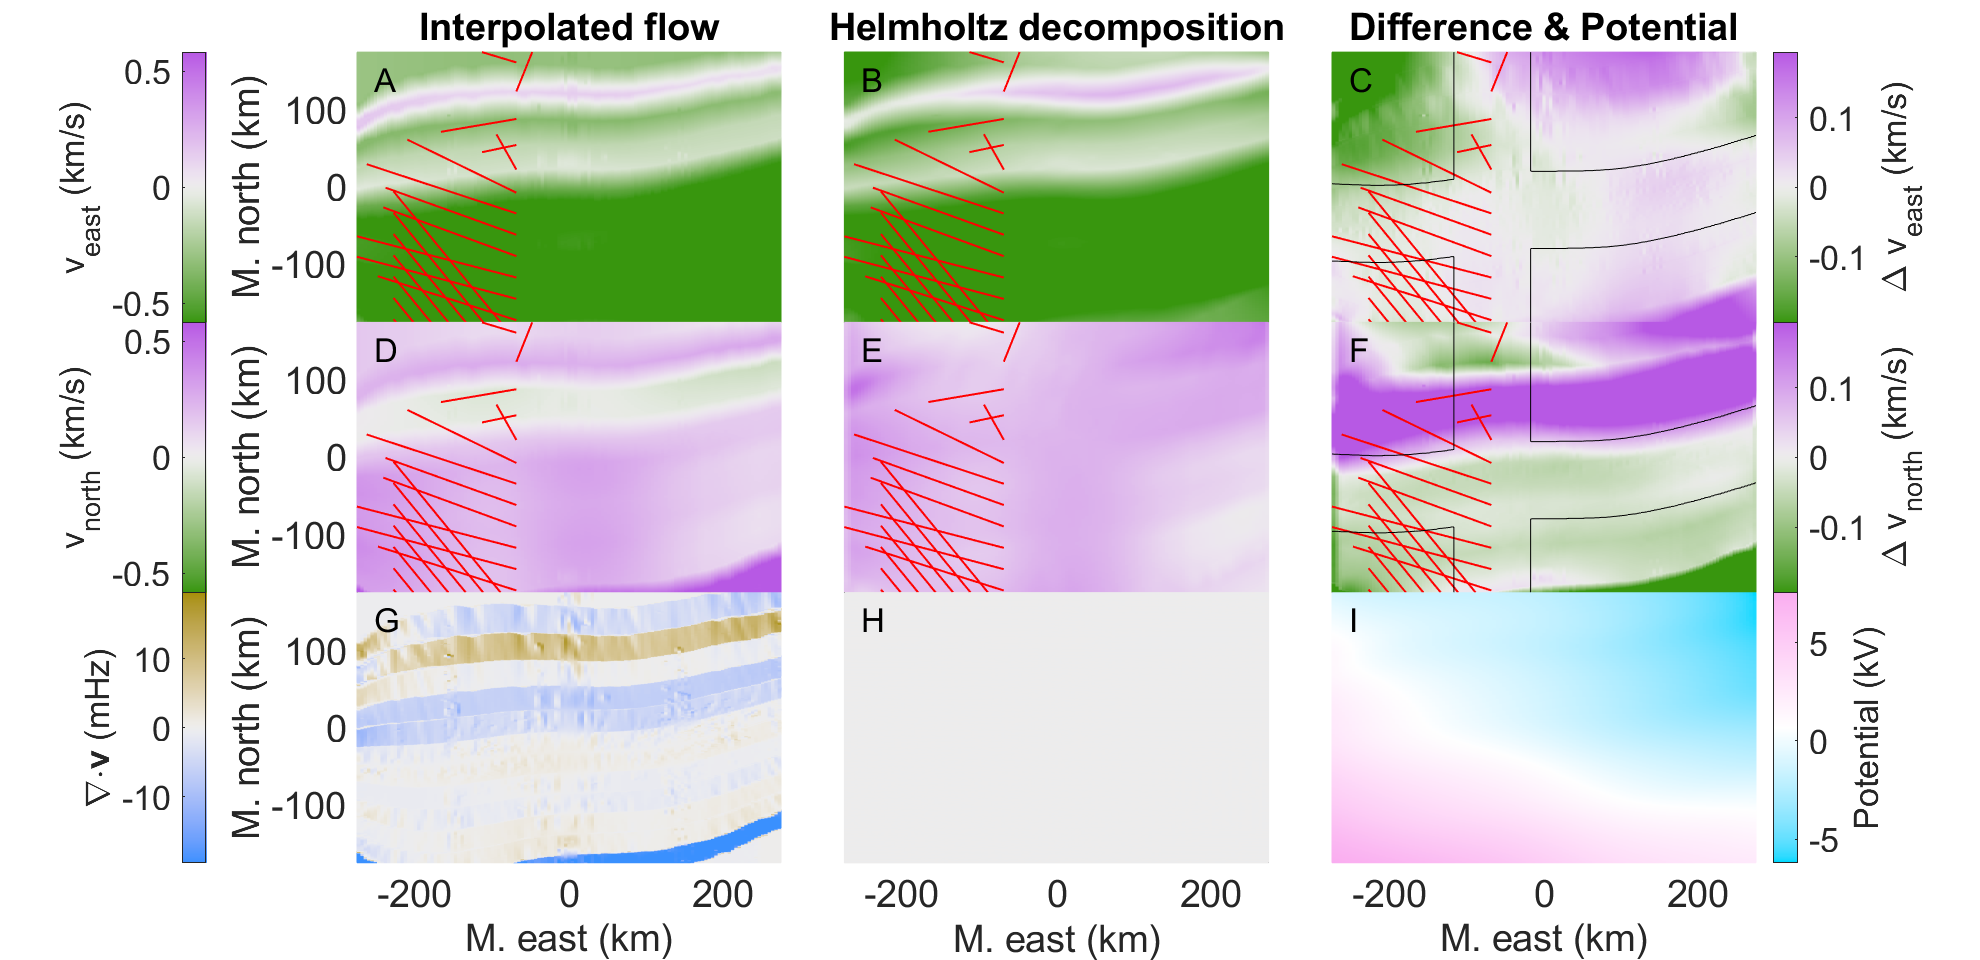 Interpolated flow
Helmholtz decomposition
Difference & Potential
A
B
C
0.5
0
-0.5
v_east (km/s)
M. north (km)
100
0
-100
0.1
0
-0.1
Δ v_east (km/s)
D
E
F
0.5
0
-0.5
v_north (km/s)
M. north (km)
100
0
-100
0.1
0
-0.1
Δ v_north (km/s)
G
H
I
10
0
-10
∇·v (mHz)
M. north (km)
100
0
-100
5
0
-5
Potential (kV)
-200 0 200
-200 0 200
-200 0 200
M. east (km)
M. east (km)
M. east (km)